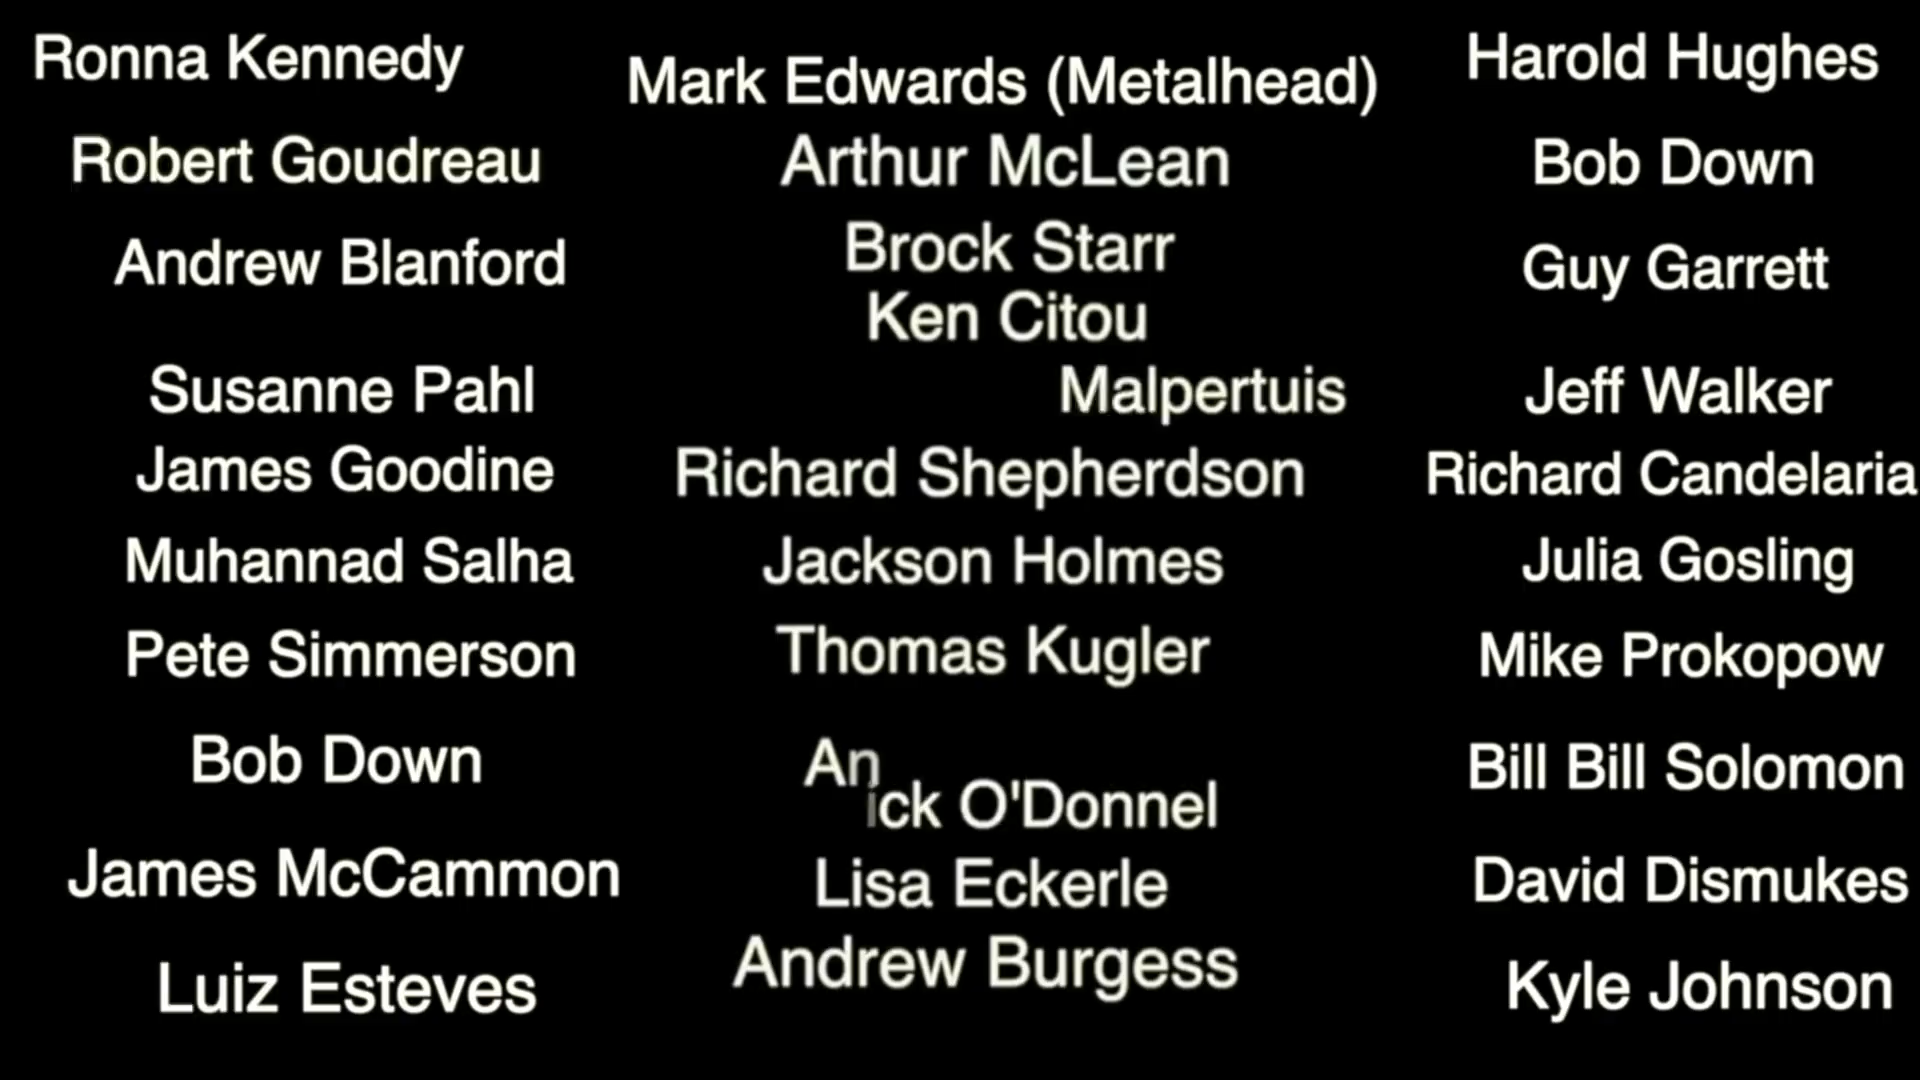 Ronna Kennedy
Robert Goudreau
Andrew Blanford
Susanne Pahl
James Goodine
Muhannad Salha
Pete Simmerson
Bob Down
James McCammon
Luiz Esteves
Mark Edwards (Metalhead)
Arthur McLean
Brock Starr
Ken Citou
Malpertuis
Richard Shepherdson
Jackson Holmes
Thomas Kugler
An
ick O'Donnel
Lisa Eckerle
Andrew Burgess
Harold Hughes
Bob Down
Guy Garrett
Jeff Walker
Richard Candelaria
Julia Gosling
Mike Prokopow
Bill Bill Solomon
David Dismukes
Kyle Johnson